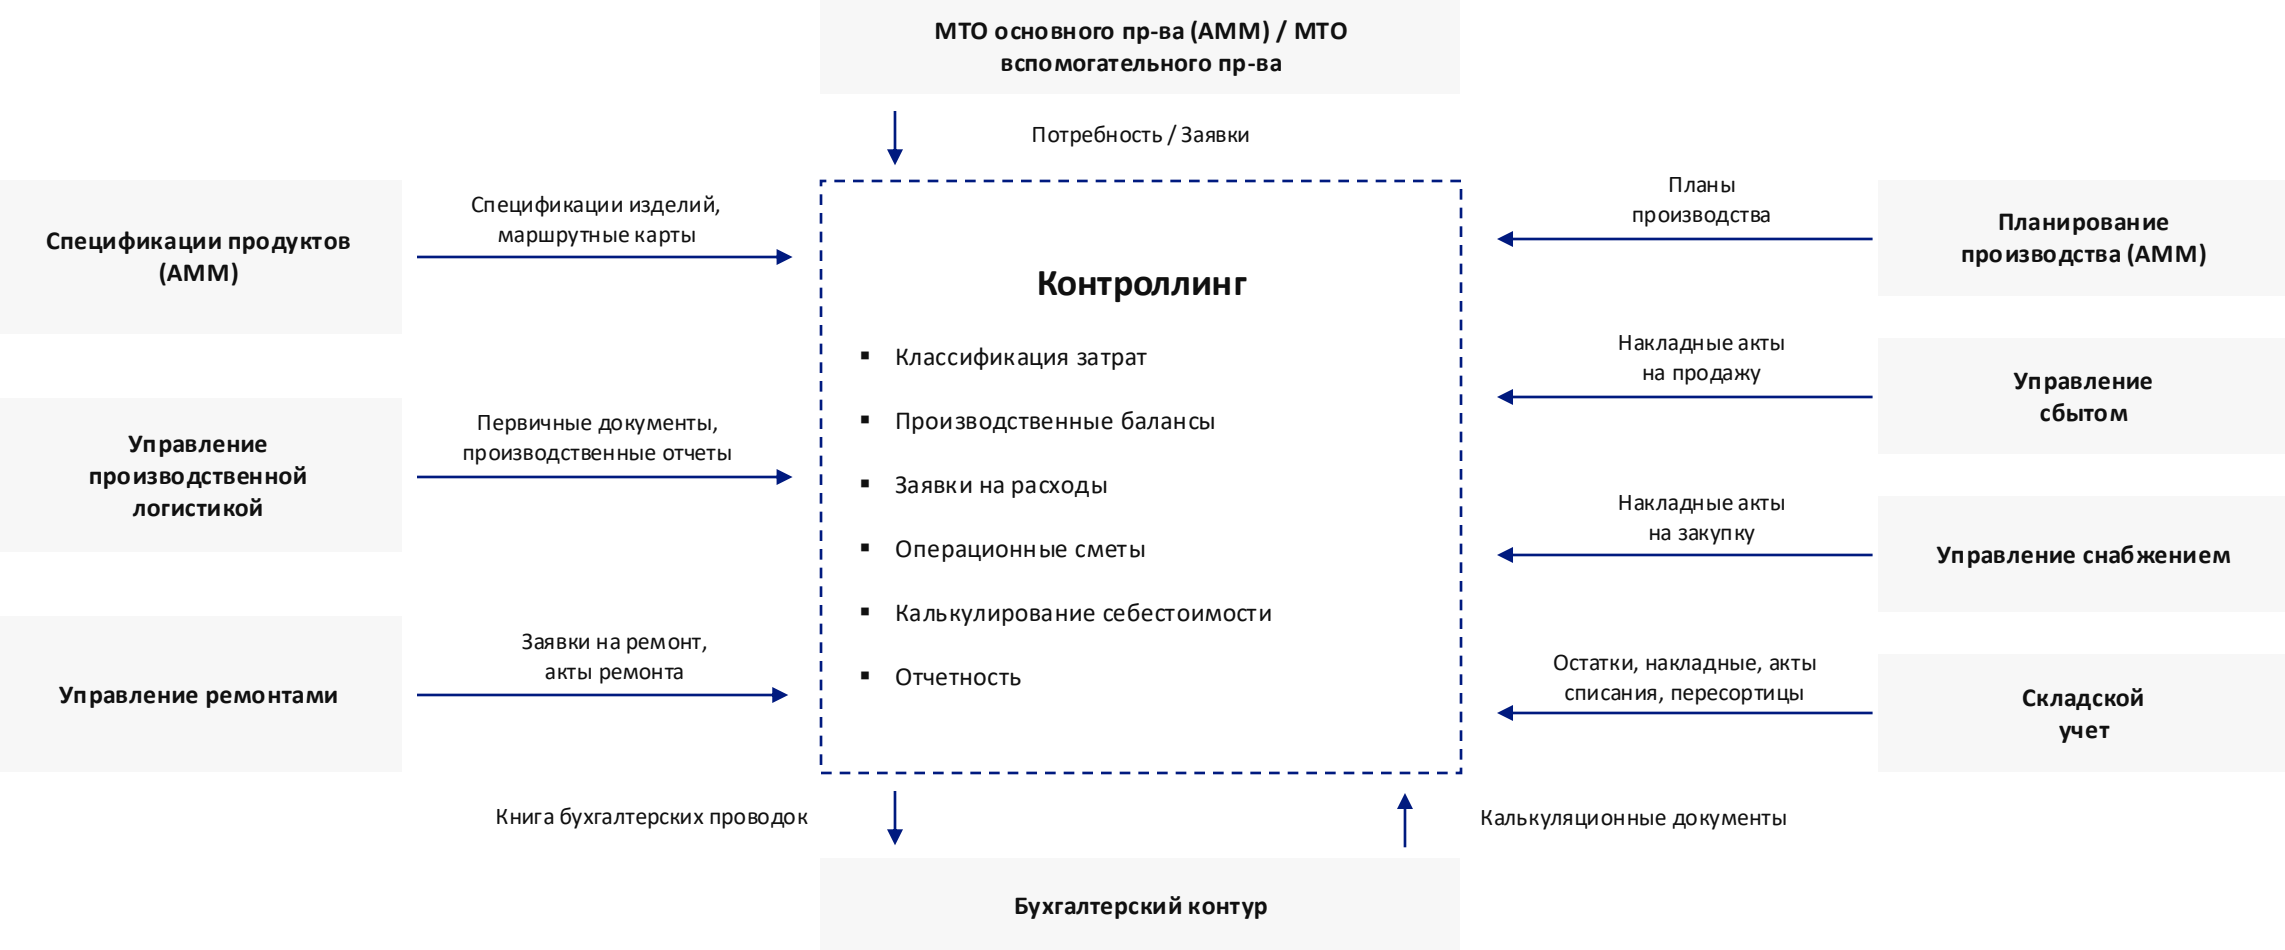 МТО основного пр-ва (АММ) / МТО
вспомогательного пр-ва
Потребность / Заявки
Спецификации продуктов
(АММ)
Спецификации изделий,
маршрутные карты
Управление
производственной
логистикой
Первичные документы,
производственные отчеты
Управление ремонтами
Заявки на ремонт,
акты ремонта
Контроллинг
▪ Классификация затрат
▪ Производственные балансы
▪ Заявки на расходы
▪ Операционные сметы
▪ Калькулирование себестоимости
▪ Отчетность
Планы
производства
Планирование
производства (АММ)
Накладные акты
на продажу
Управление
сбытом
Накладные акты
на закупку
Управление снабжением
Остатки, накладные, акты
списания, пересортицы
Складской
учет
Книга бухгалтерских проводок
Калькуляционные документы
Бухгалтерский контур